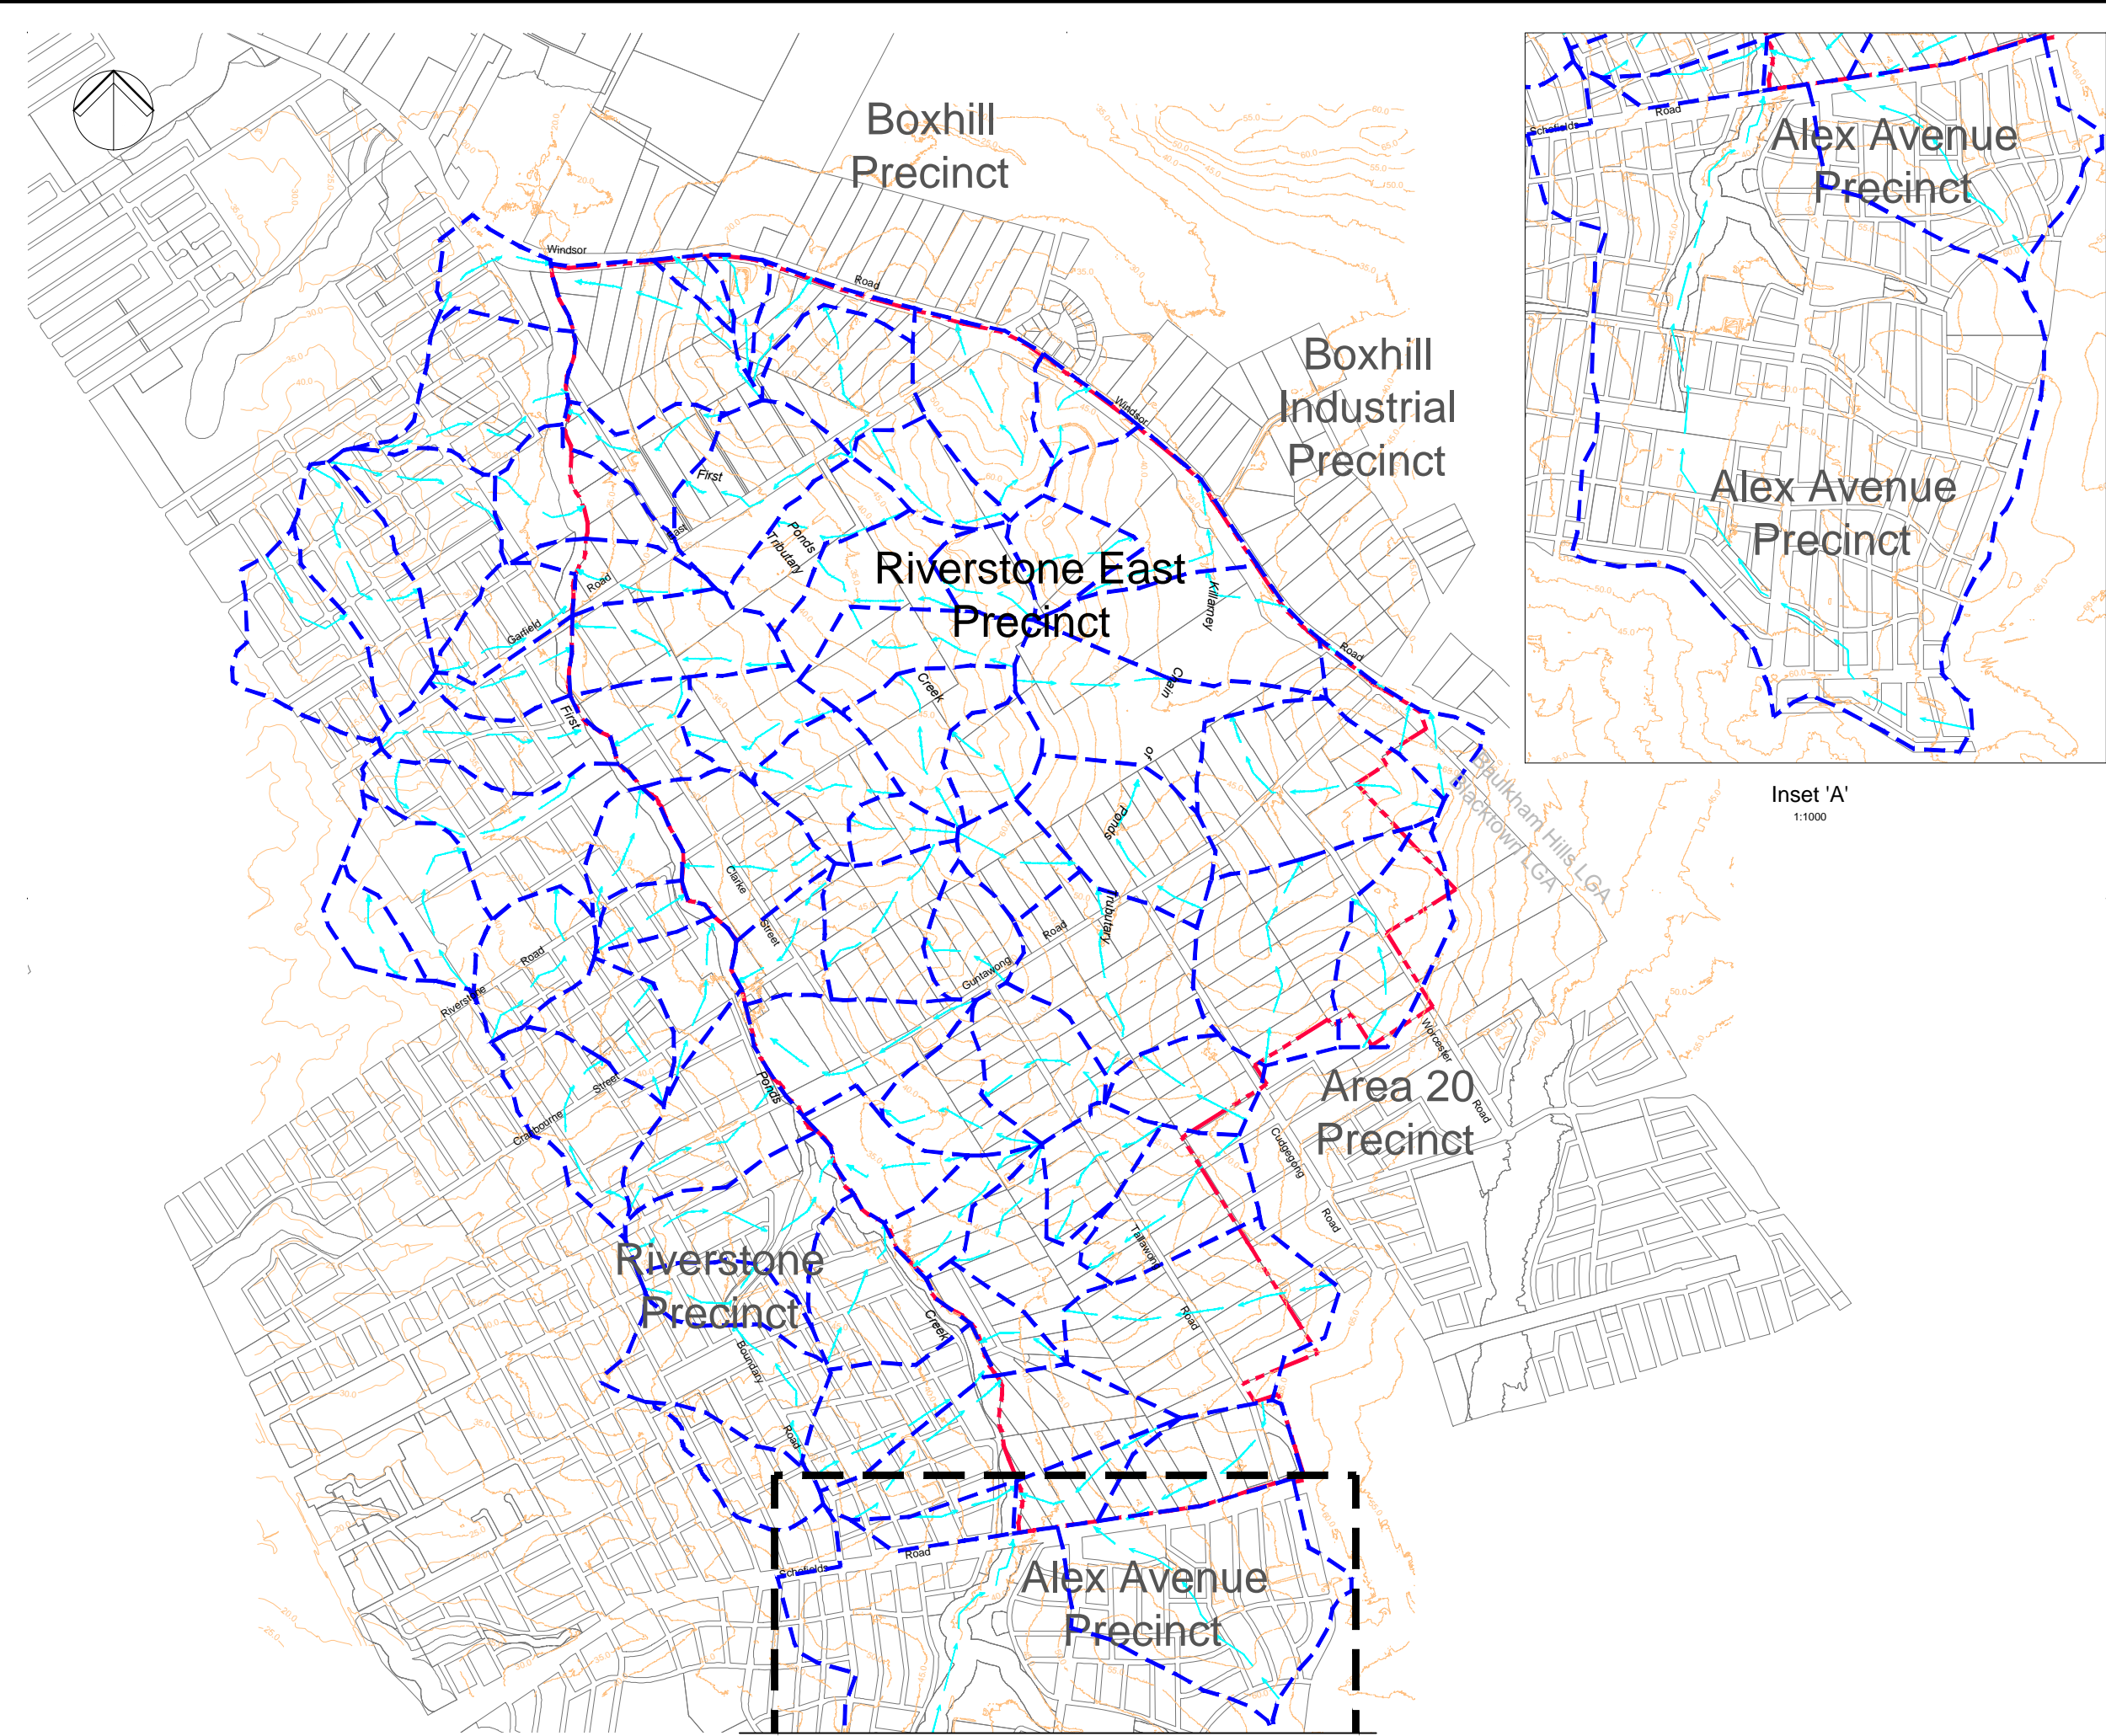 Boxhill
Precinct
Boxhill
Industrial
Precinct
Riverstone East
Precinct
Area 20
Precinct
Riverstone
Precinct
Alex Avenue
Precinct
Alex Avenue
Precinct
Alex Avenue
Precinct
Inset 'A'
1:1000
Baulkham Hills LGA
Blacktown LGA
Windsor
Road
Windsor
Road
First
Ponds
Tributary
East
Road
Garfield
Killarney
Chain
of
Ponds
Creek
First
Clarke
Street
Guntawong
Road
Riverstone
Road
Ponds
Street
Worcester
Road
Cudgegong
Road
Tallawong
Road
Creek
Boundary
Road
Schofields
Road
Schofields
Road